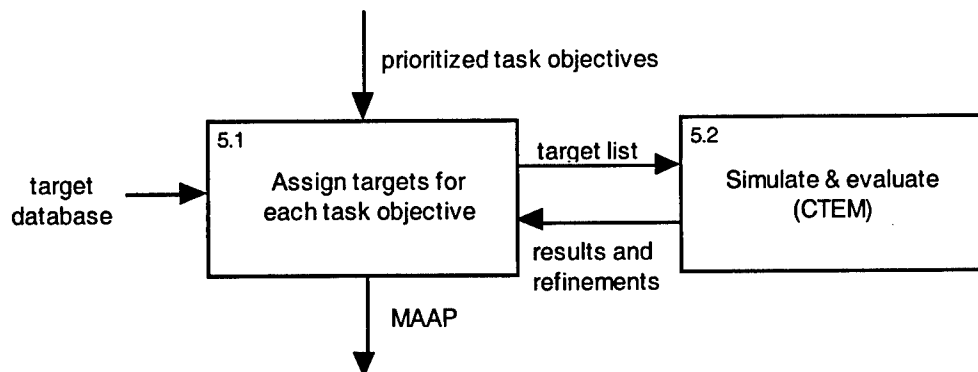 prioritized task objectives
5.1
Assign targets for
each task objective
target
database
target list
results and
refinements
5.2
Simulate & evaluate
(CTEM)
MAAP